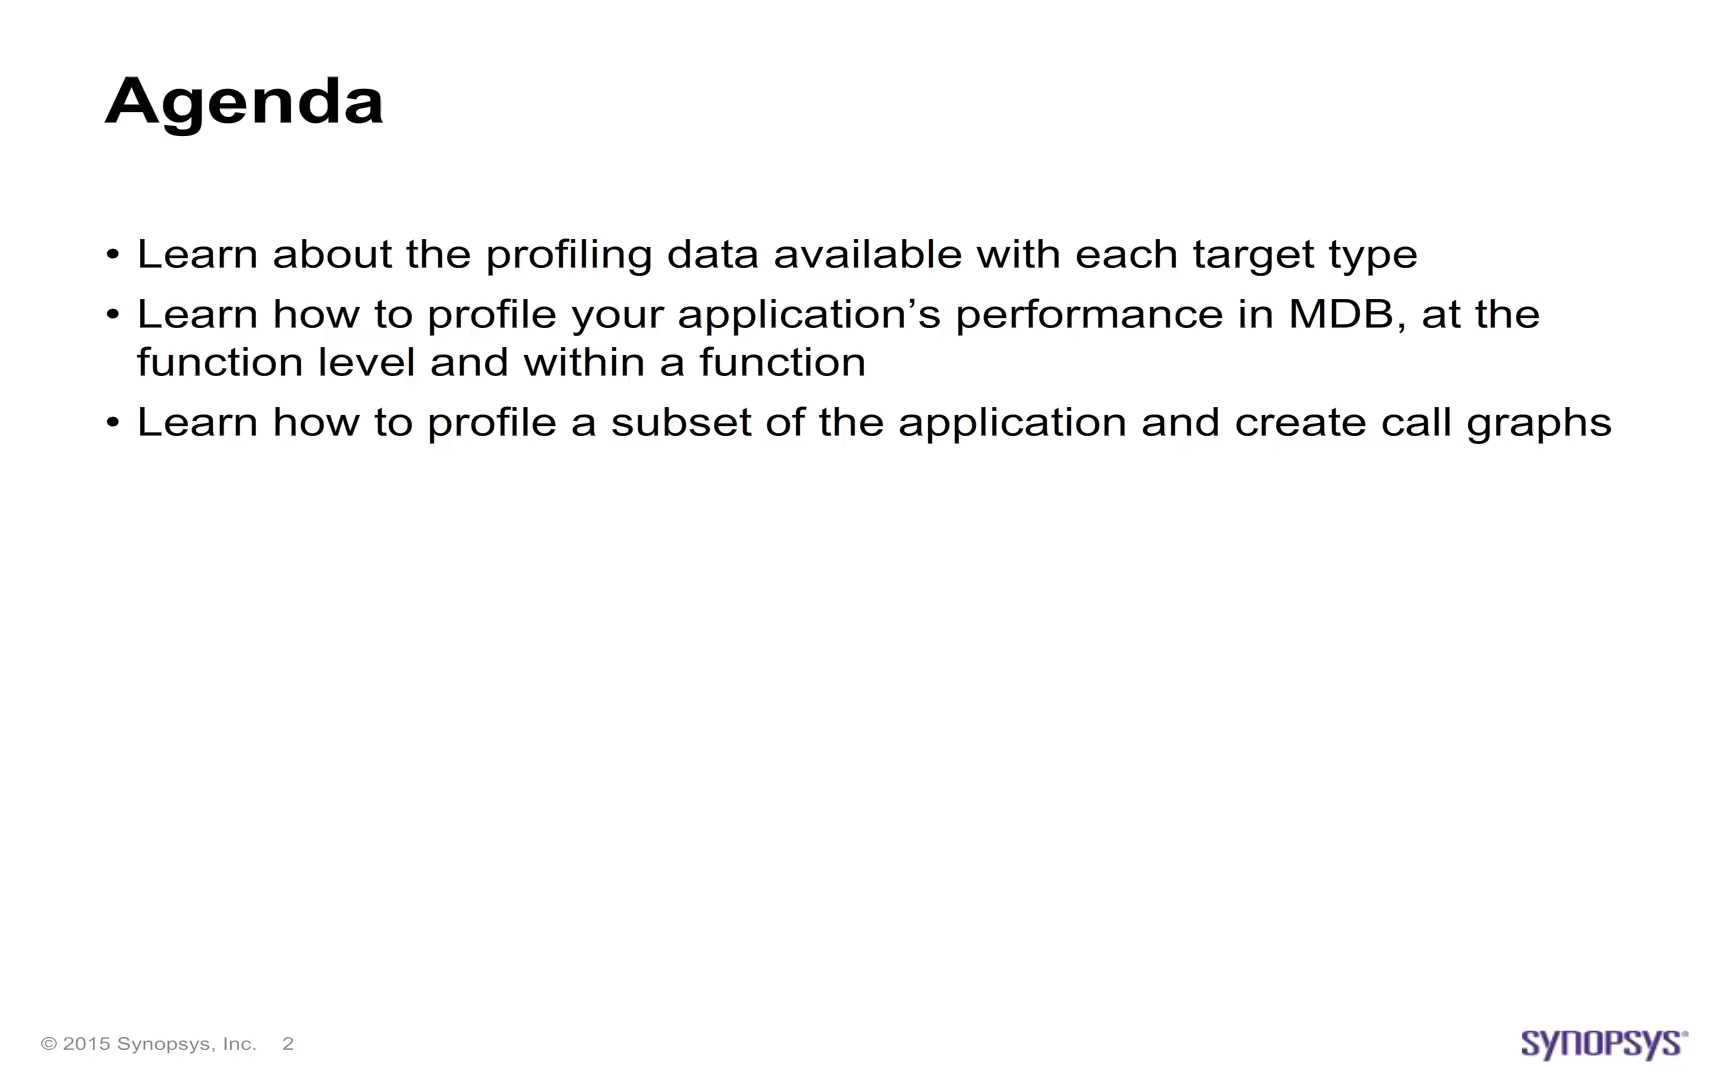 Agenda
• Learn about the profiling data available with each target type
• Learn how to profile your application’s performance in MDB, at the
function level and within a function
• Learn how to profile a subset of the application and create call graphs
© 2015 Synopsys, Inc. 2
SYNOPSYS®